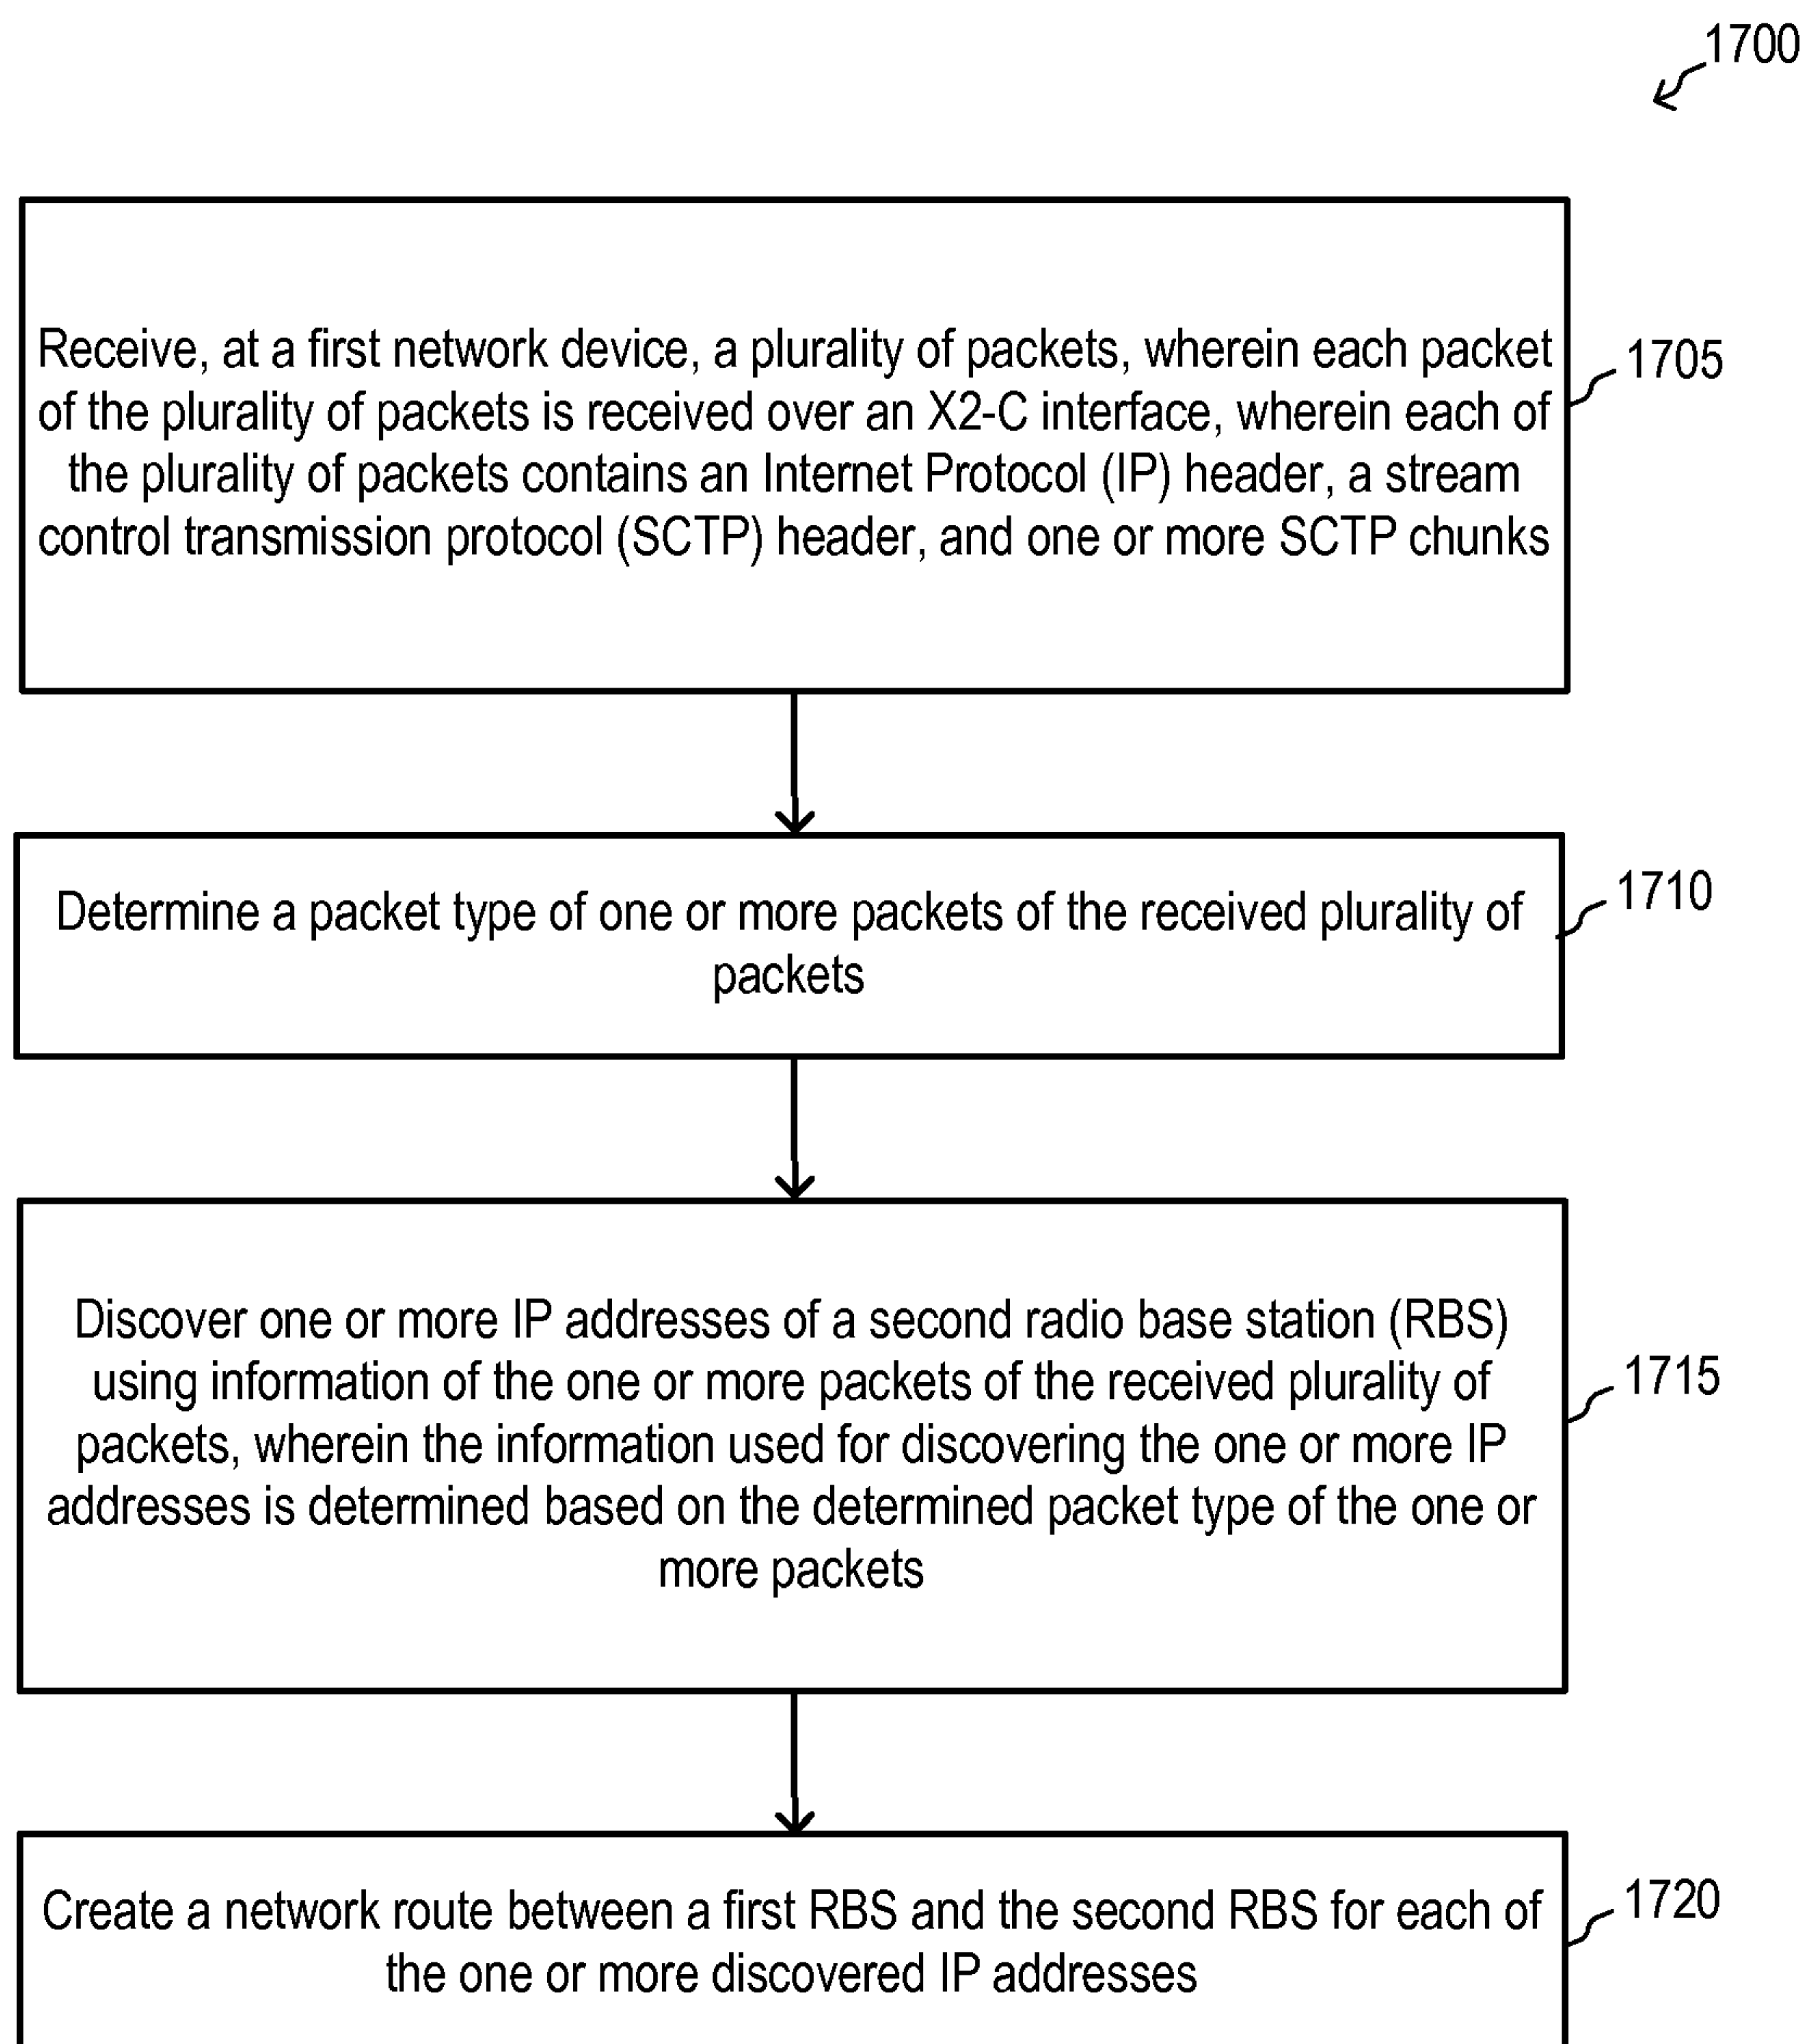 1700
Receive, at a first network device, a plurality of packets, wherein each packet
of the plurality of packets is received over an X2-C interface, wherein each of
the plurality of packets contains an Internet Protocol (IP) header, a stream
control transmission protocol (SCTP) header, and one or more SCTP chunks
1705
Determine a packet type of one or more packets of the received plurality of
packets
1710
Discover one or more IP addresses of a second radio base station (RBS)
using information of the one or more packets of the received plurality of
packets, wherein the information used for discovering the one or more IP
addresses is determined based on the determined packet type of the one or
more packets
1715
Create a network route between a first RBS and the second RBS for each of
the one or more discovered IP addresses
1720